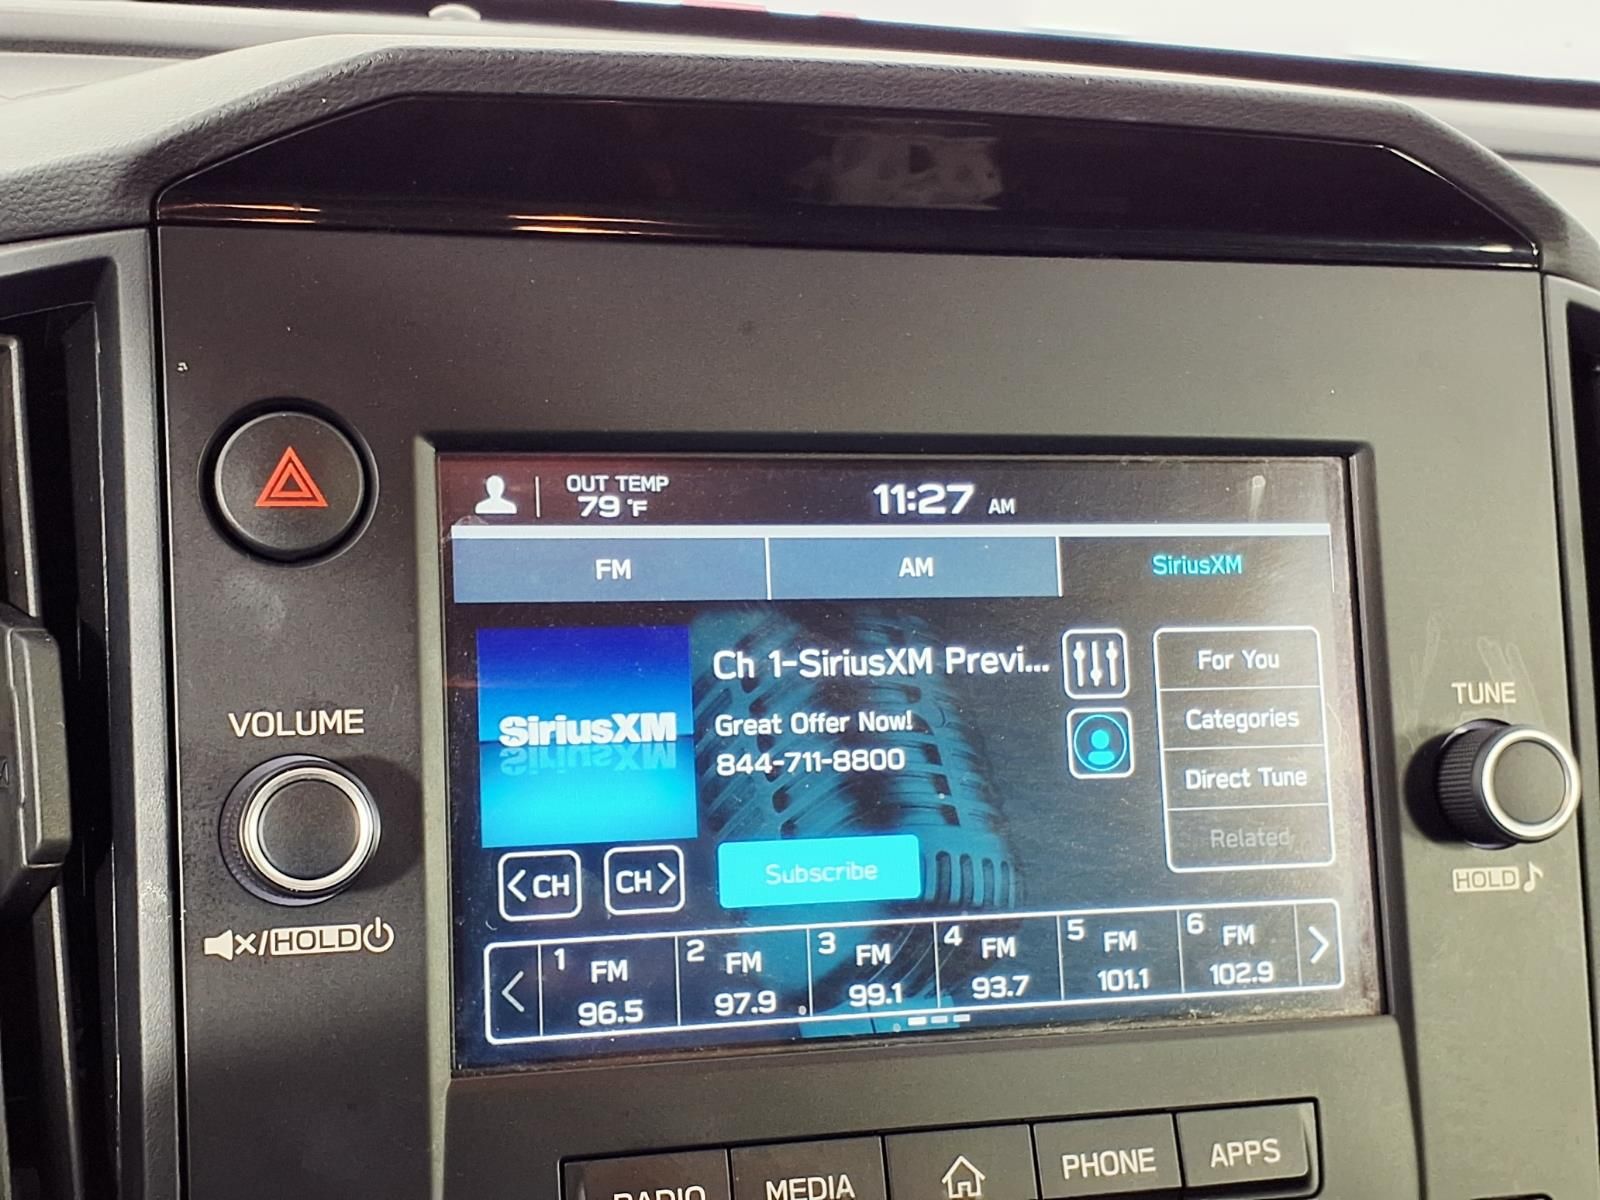 OUT TEMP
79 °F
11:27 AM
FM
AM
SiriusXM
SiriusXM
Ch 1-SiriusXM Previ...
Great Offer Now!
844-711-8800
For You
Categories
Direct Tune
Related
<CH
CH>
Subscribe
1 FM 96.5
2 FM 97.9
3 FM 99.1
4 FM 93.7
5 FM 101.1
6 FM 102.9
VOLUME
/HOLD
TUNE
HOLD
RADIO
MEDIA
PHONE
APPS